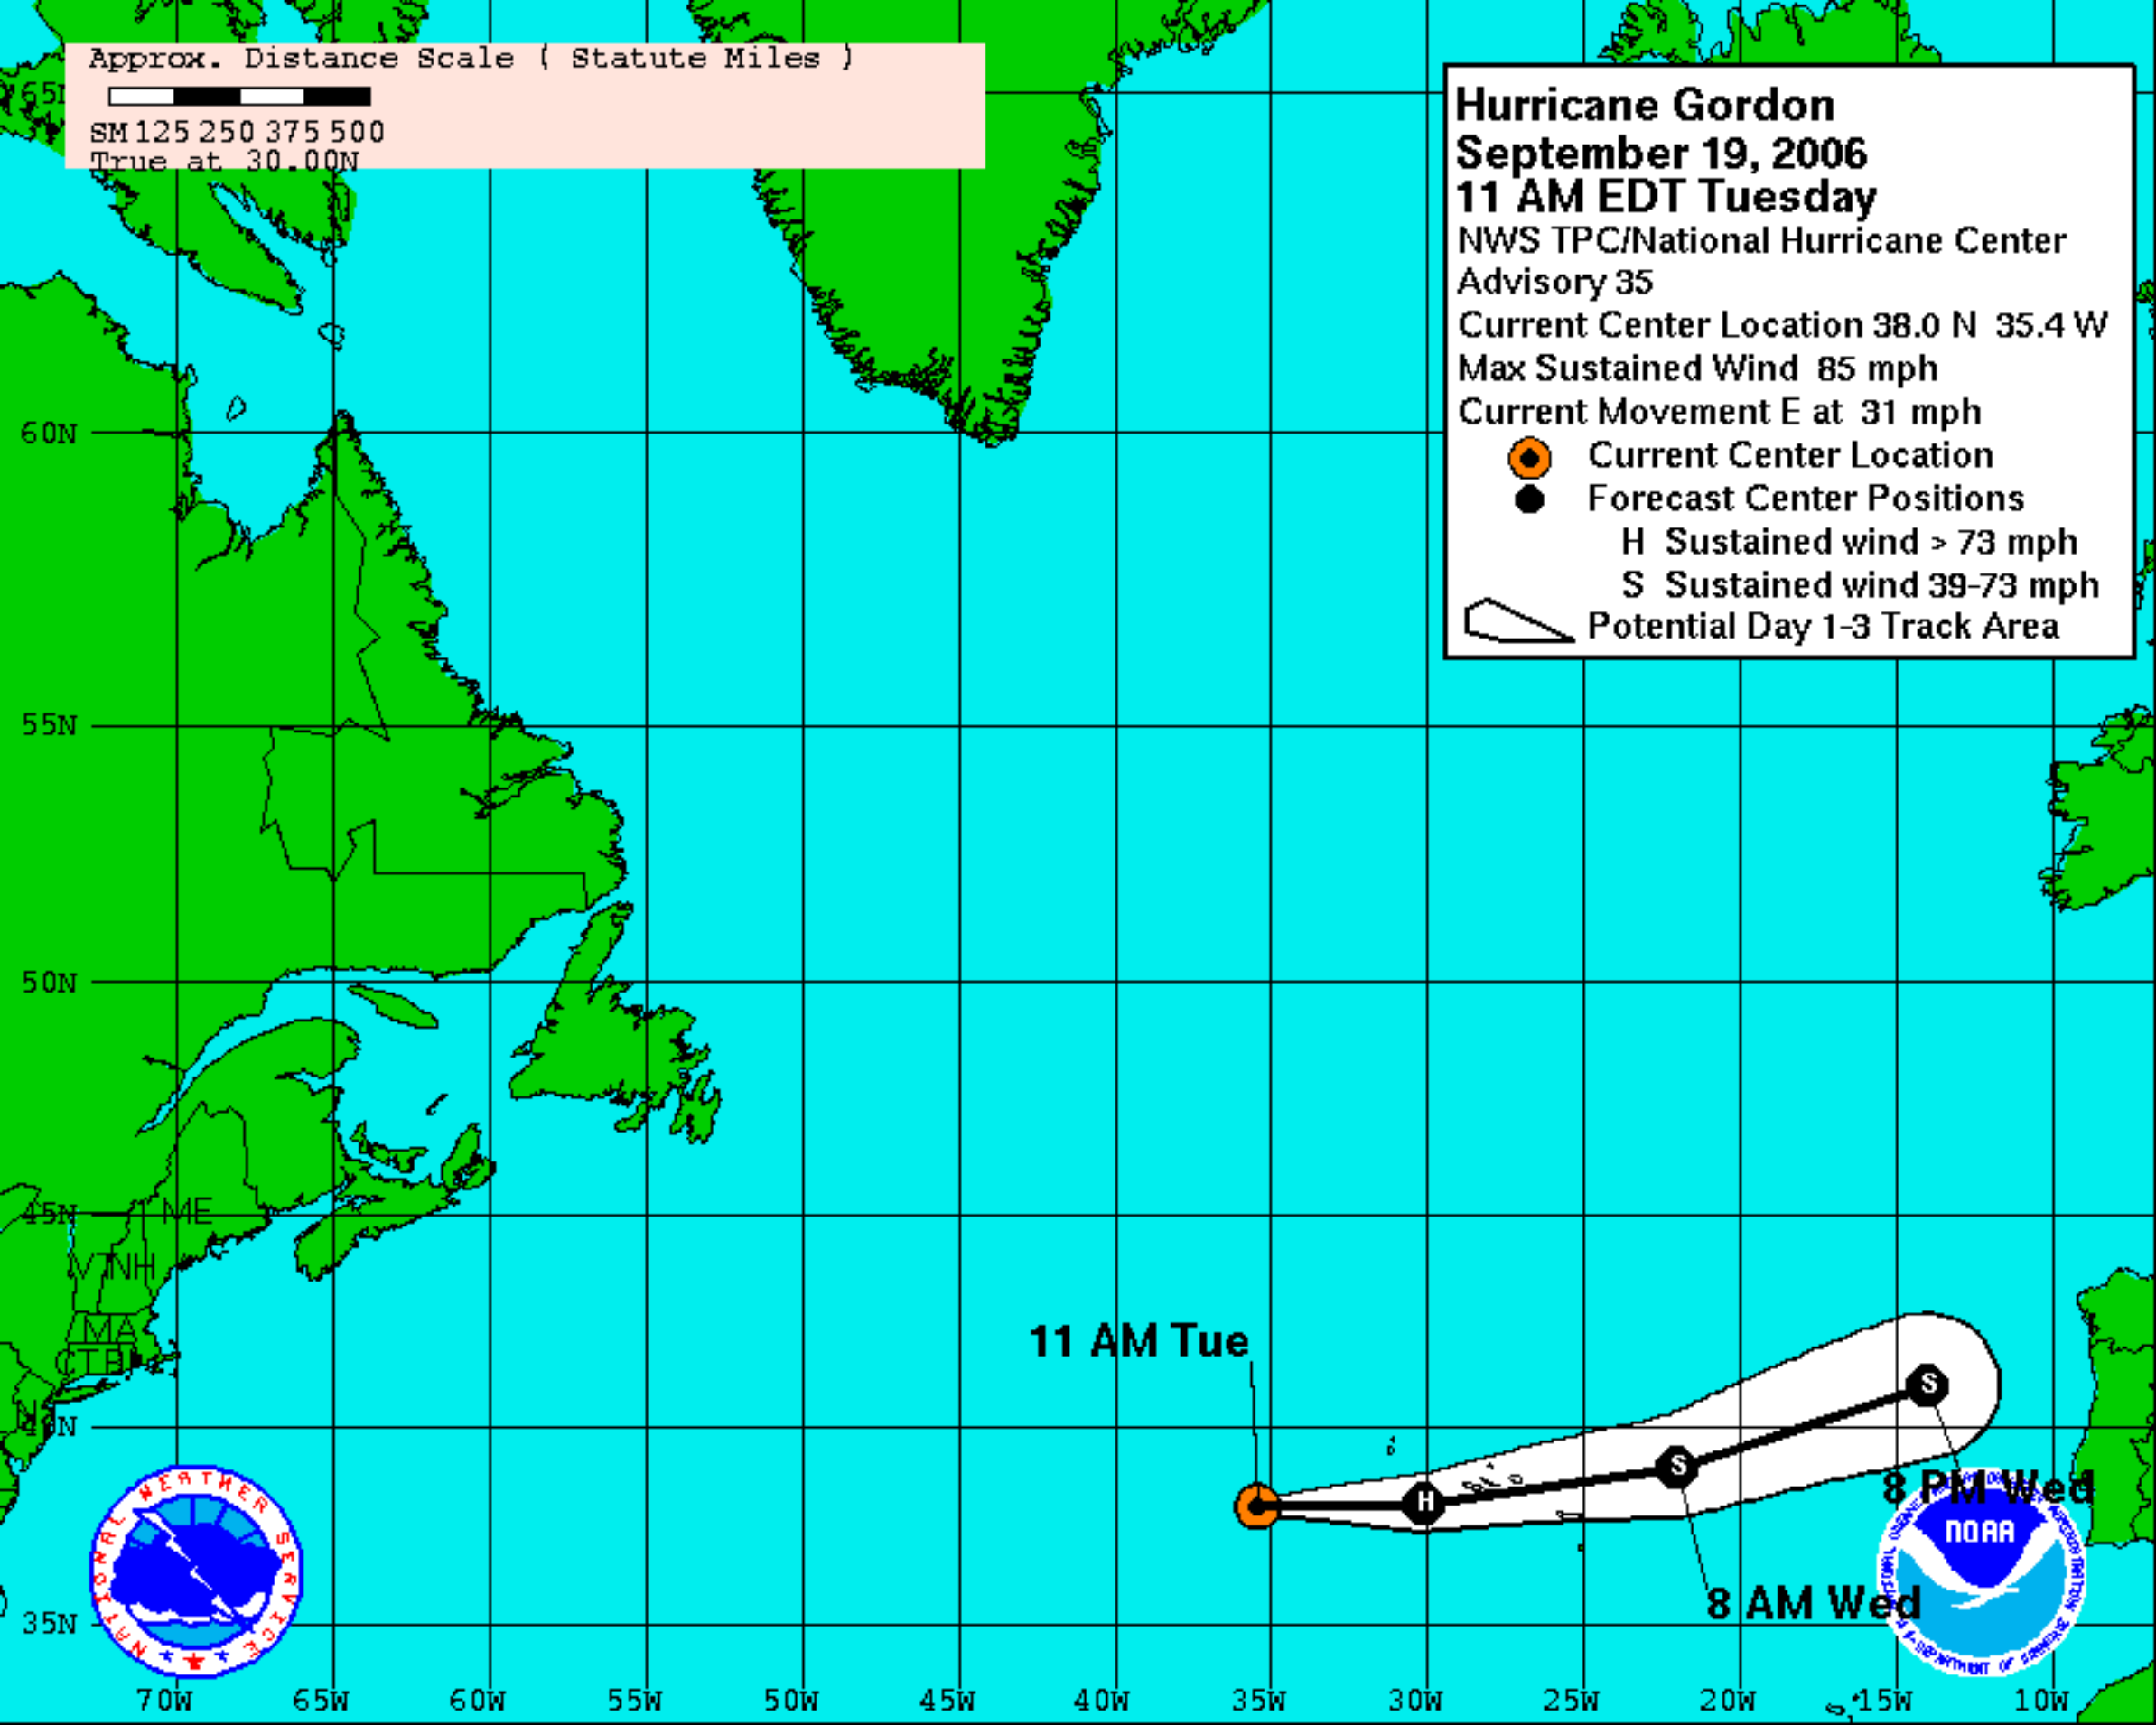 Approx. Distance Scale ( Statute Miles )
SM 125 250 375 500
True at 30.00N
Hurricane Gordon
September 19, 2006
11 AM EDT Tuesday
NWS TPC/National Hurricane Center
Advisory 35
Current Center Location 38.0 N 35.4 W
Max Sustained Wind 85 mph
Current Movement E at 31 mph
Current Center Location
Forecast Center Positions
H Sustained wind > 73 mph
S Sustained wind 39-73 mph
Potential Day 1-3 Track Area
65N
60N
55N
50N
45N
40N
35N
ME
VT NH
MA
CT RI
11 AM Tue
H
S
S
8 PM Wed
8 AM Wed
NATIONAL WEATHER SERVICE
NOAA
70W 65W 60W 55W 50W 45W 40W 35W 30W 25W 20W 15W 10W